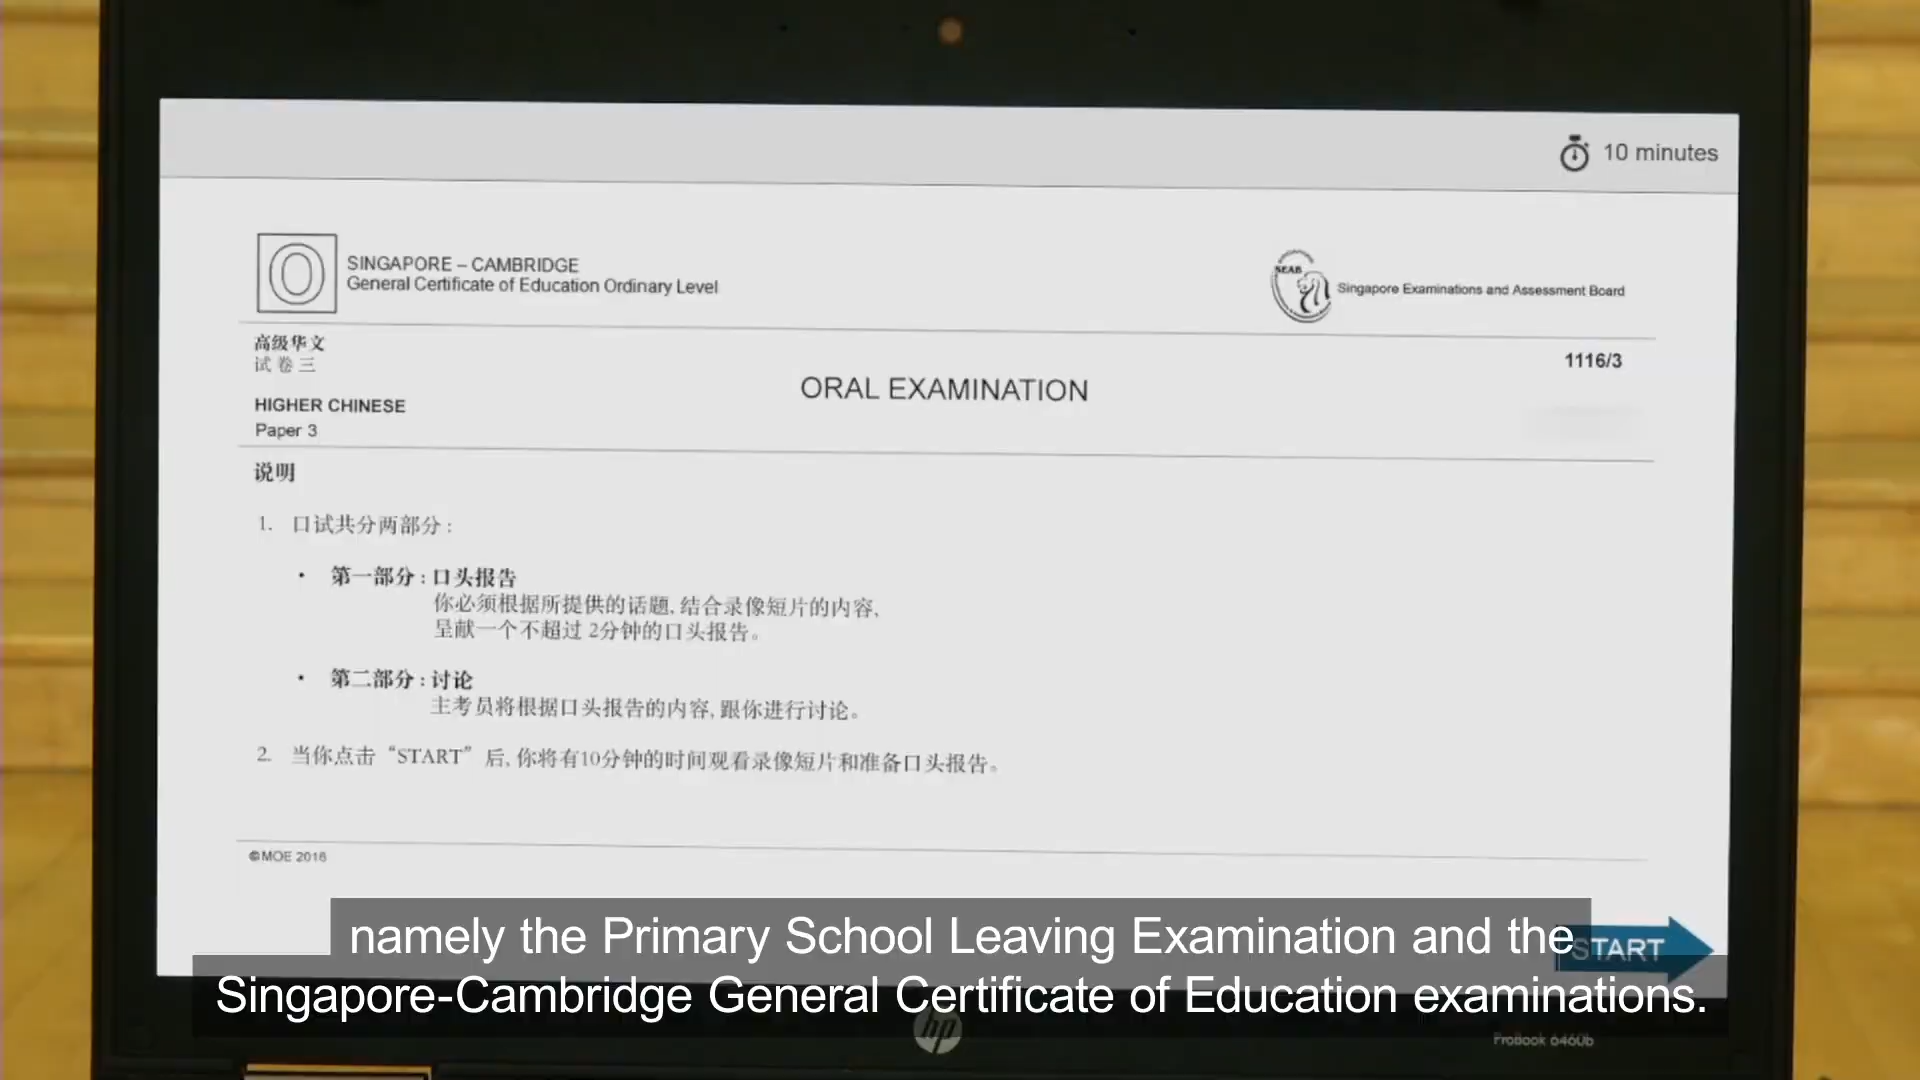 10 minutes
O
SINGAPORE – CAMBRIDGE
General Certificate of Education Ordinary Level
SEAB
Singapore Examinations and Assessment Board
高级华文
试卷三
1116/3
ORAL EXAMINATION
HIGHER CHINESE
Paper 3
说明
1. 口试共分两部分:
• 第一部分: 口头报告
你必须根据所提供的话题, 结合录像短片的内容,
呈献一个不超过 2分钟的口头报告。
• 第二部分: 讨论
主考员将根据口头报告的内容, 跟你进行讨论。
2. 当你点击“START”后, 你将有10分钟的时间观看录像短片和准备口头报告。
©MOE 2016
START
namely the Primary School Leaving Examination and the
Singapore-Cambridge General Certificate of Education examinations.
hp
ProBook 6460b